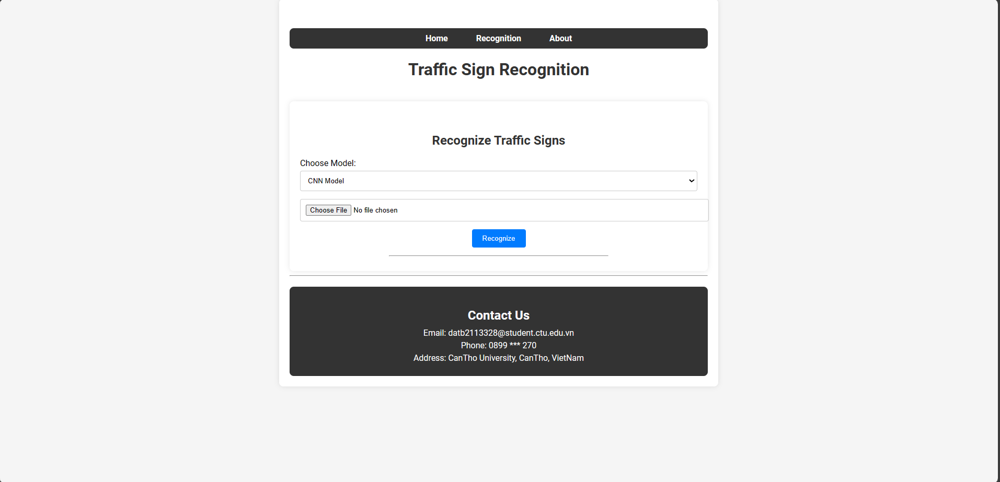 Home Recognition About
Traffic Sign Recognition
Recognize Traffic Signs
Choose Model:
CNN Model
Choose File No file chosen
Recognize
Contact Us
Email: datb2113328@student.ctu.edu.vn
Phone: 0899 *** 270
Address: CanTho University, CanTho, VietNam